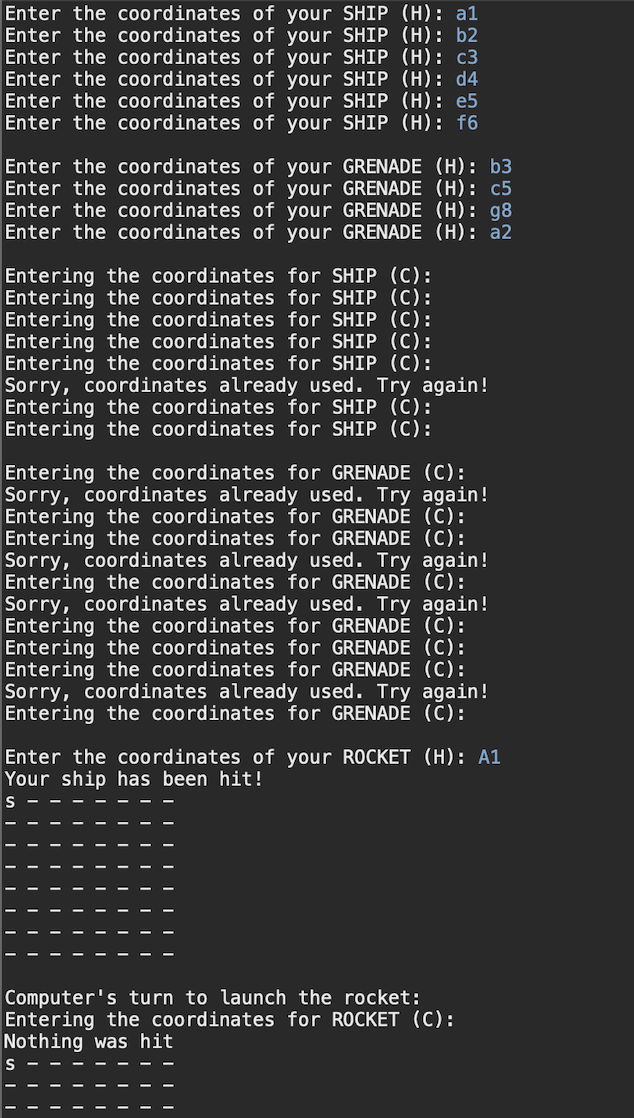 Enter the coordinates of your SHIP (H): a1
Enter the coordinates of your SHIP (H): b2
Enter the coordinates of your SHIP (H): c3
Enter the coordinates of your SHIP (H): d4
Enter the coordinates of your SHIP (H): e5
Enter the coordinates of your SHIP (H): f6

Enter the coordinates of your GRENADE (H): b3
Enter the coordinates of your GRENADE (H): c5
Enter the coordinates of your GRENADE (H): g8
Enter the coordinates of your GRENADE (H): a2

Entering the coordinates for SHIP (C):
Entering the coordinates for SHIP (C):
Entering the coordinates for SHIP (C):
Entering the coordinates for SHIP (C):
Entering the coordinates for SHIP (C):
Sorry, coordinates already used. Try again!
Entering the coordinates for SHIP (C):
Entering the coordinates for SHIP (C):

Entering the coordinates for GRENADE (C):
Sorry, coordinates already used. Try again!
Entering the coordinates for GRENADE (C):
Entering the coordinates for GRENADE (C):
Sorry, coordinates already used. Try again!
Entering the coordinates for GRENADE (C):
Sorry, coordinates already used. Try again!
Entering the coordinates for GRENADE (C):
Entering the coordinates for GRENADE (C):
Entering the coordinates for GRENADE (C):
Sorry, coordinates already used. Try again!
Entering the coordinates for GRENADE (C):

Enter the coordinates of your ROCKET (H): A1
Your ship has been hit!
s - - - - - - -
- - - - - - - -
- - - - - - - -
- - - - - - - -
- - - - - - - -
- - - - - - - -
- - - - - - - -
- - - - - - - -

Computer's turn to launch the rocket:
Entering the coordinates for ROCKET (C):
Nothing was hit
s - - - - - - -
- - - - - - - -
- - - - - - - -